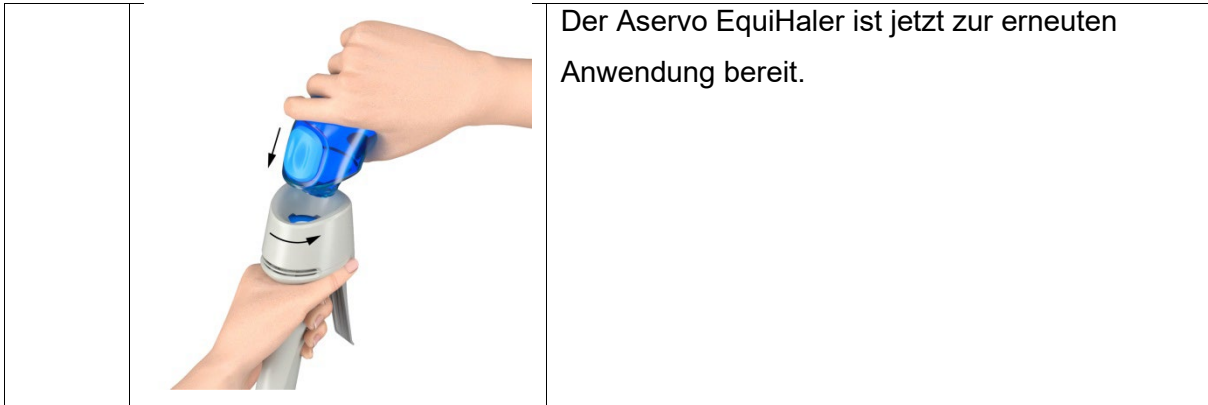 Der Aservo EquiHaler ist jetzt zur erneuten
Anwendung bereit.